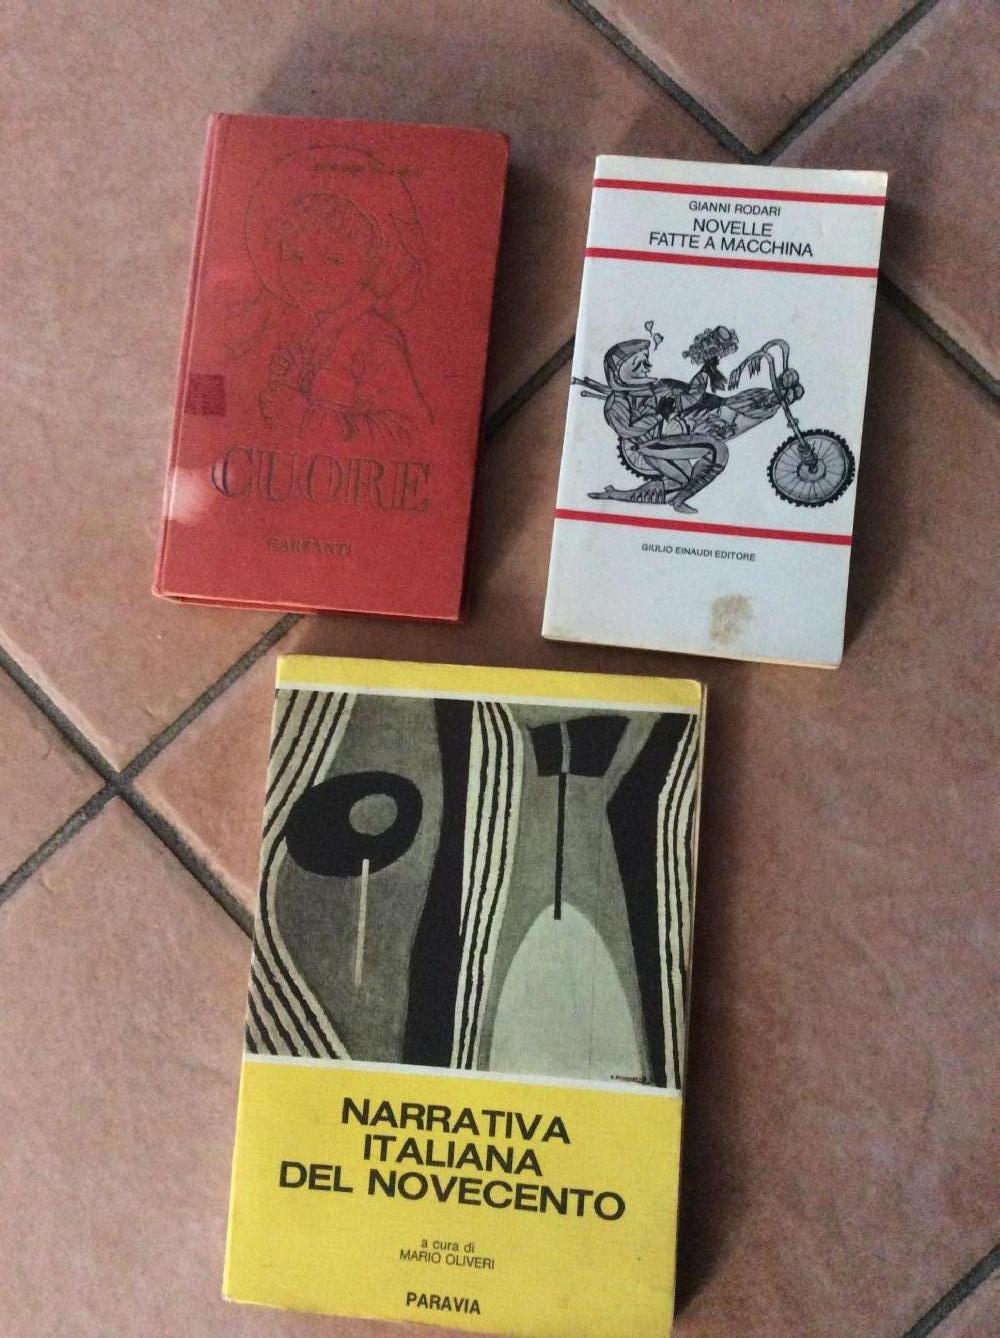 CUORE
GARZANTI
GIANNI RODARI
NOVELLE
FATTE A MACCHINA
GIULIO EINAUDI EDITORE
NARRATIVA
ITALIANA
DEL NOVECENTO
a cura di
MARIO OLIVERI
PARAVIA